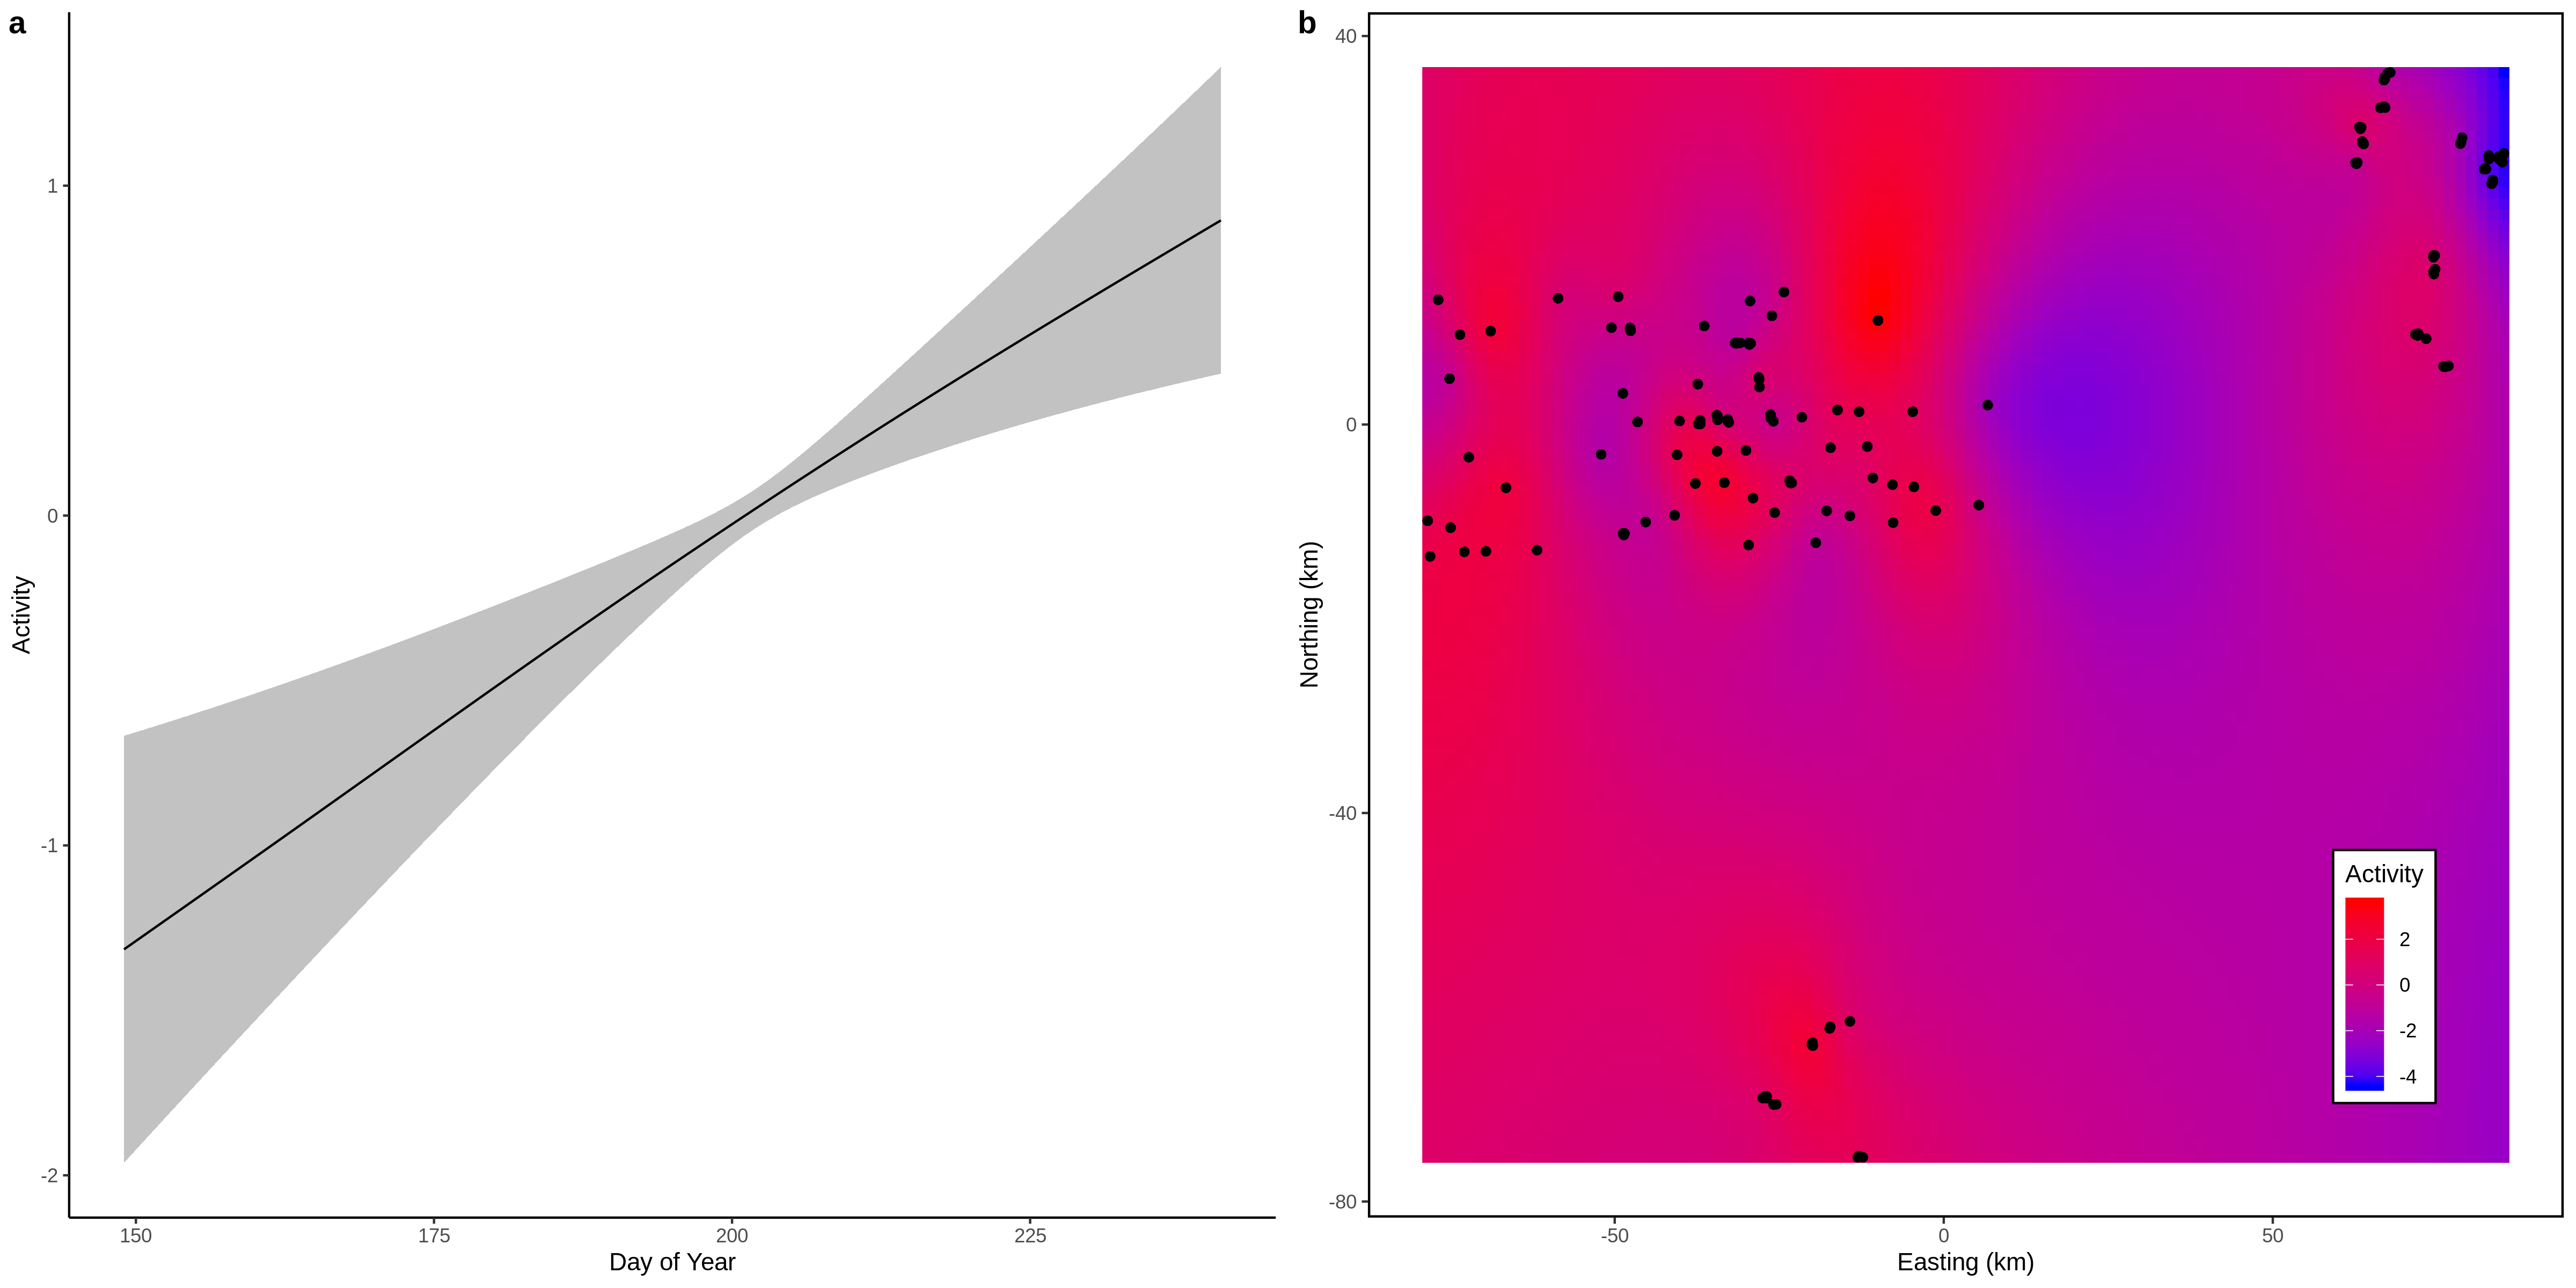 a
1
0
-1
-2
Activity
150 175 200 225
Day of Year
b
40
0
-40
-80
Northing (km)
Activity
2
0
-2
-4
-50 0 50
Easting (km)